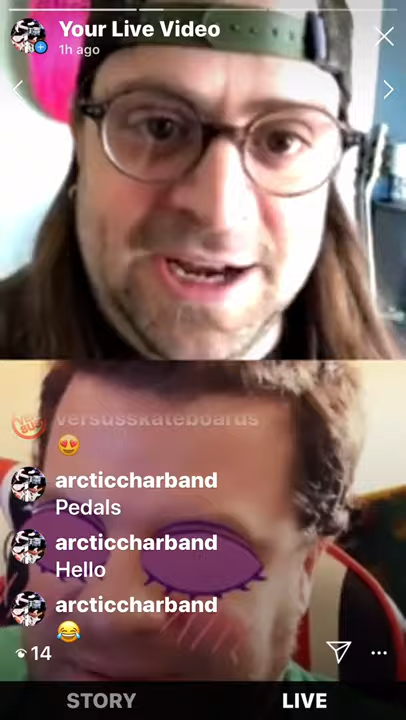 Your Live Video
1h ago
versusskateboards
😍
arcticcharband
Pedals
arcticcharband
Hello
arcticcharband
😂
14
STORY
LIVE